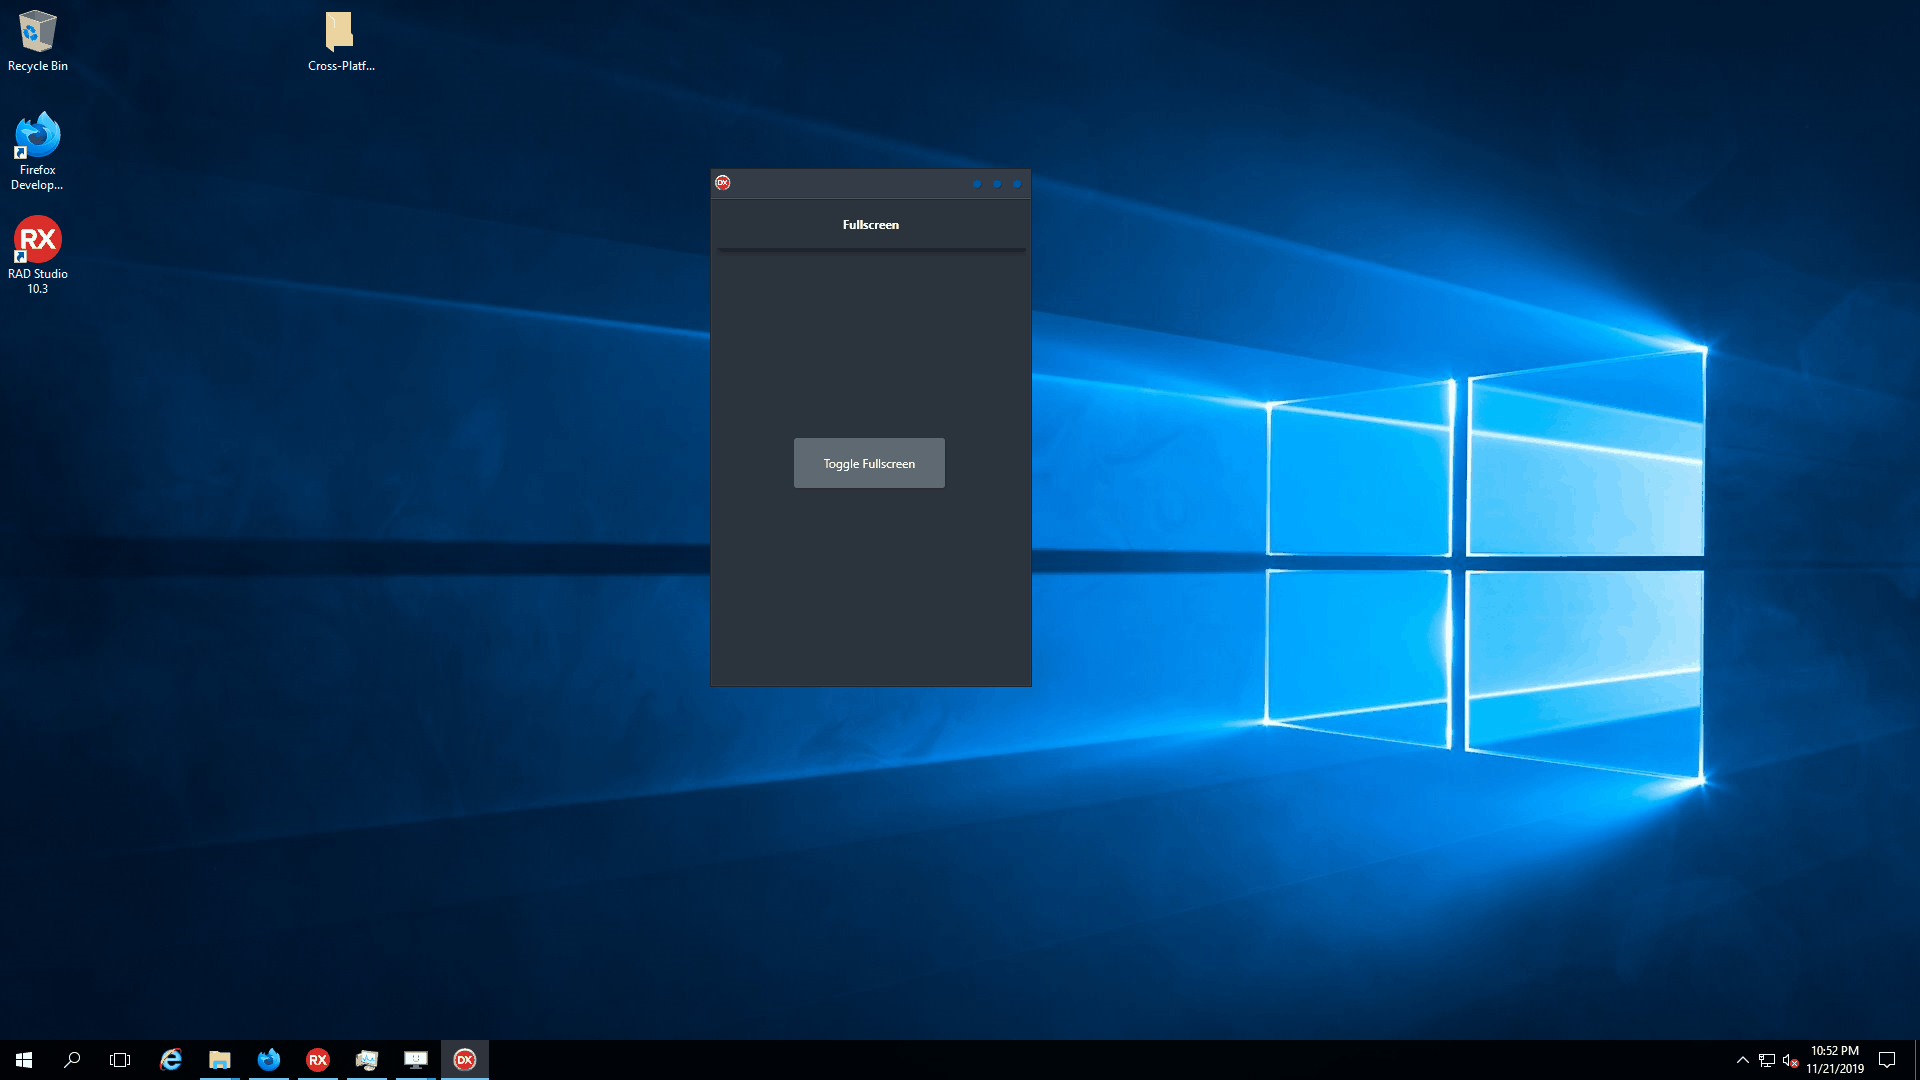 Recycle Bin
Cross-Platf...
Firefox
Develop...
RX
RAD Studio
10.3
DX
Fullscreen
Toggle Fullscreen
RX
DX
10:52 PM
11/21/2019